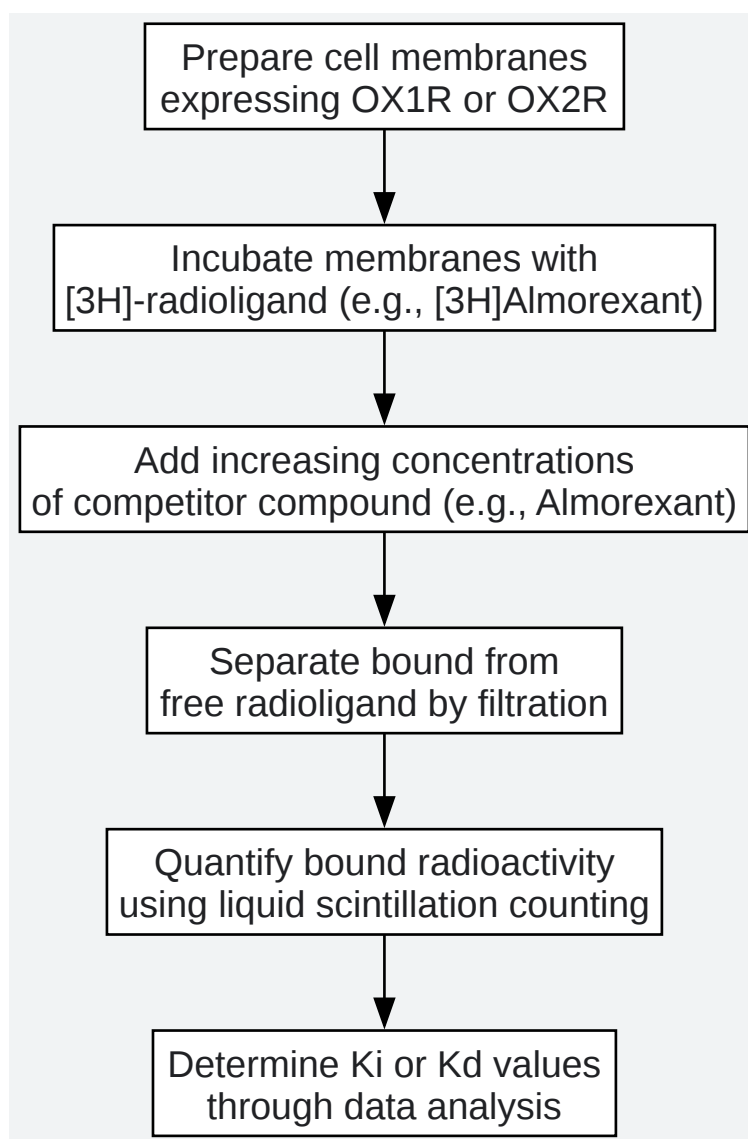 Prepare cell membranes
expressing OX1R or OX2R
Incubate membranes with
[3H]-radioligand (e.g., [3H]Almorexant)
Add increasing concentrations
of competitor compound (e.g., Almorexant)
Separate bound from
free radioligand by filtration
Quantify bound radioactivity
using liquid scintillation counting
Determine Ki or Kd values
through data analysis